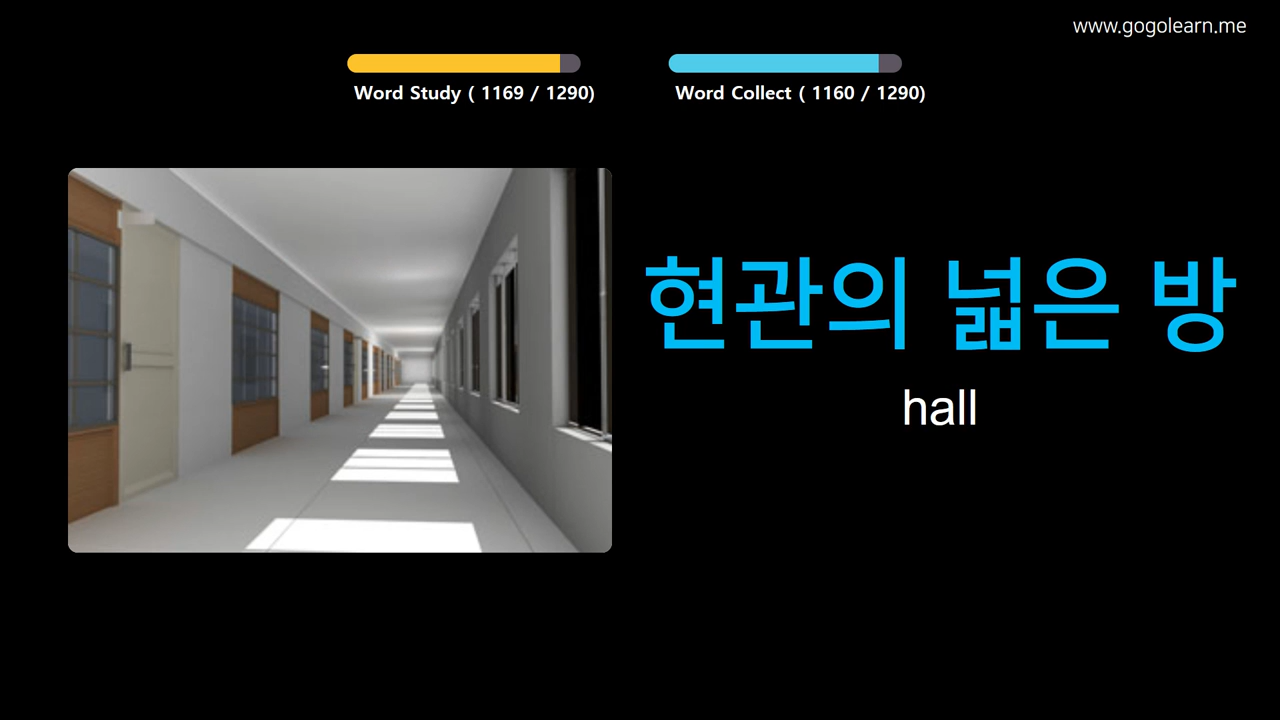 www.gogolearn.me
Word Study ( 1169 / 1290)
Word Collect ( 1160 / 1290)
현관의 넓은 방
hall